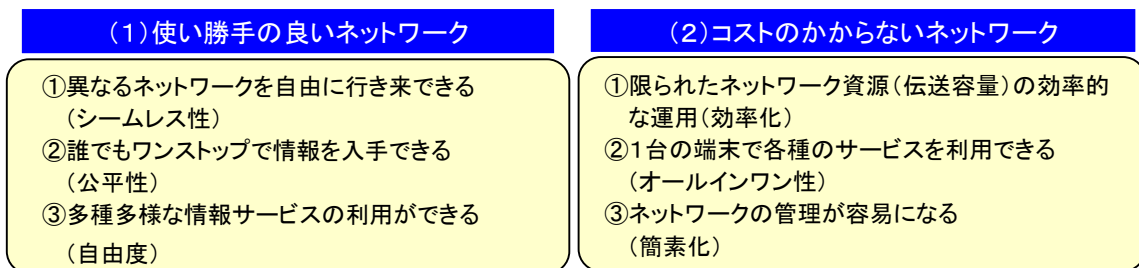 (1)使い勝手の良いネットワーク
①異なるネットワークを自由に行き来できる
(シームレス性)
②誰でもワンストップで情報を入手できる
(公平性)
③多種多様な情報サービスの利用ができる
(自由度)
(2)コストのかからないネットワーク
①限られたネットワーク資源(伝送容量)の効率的
な運用(効率化)
②1台の端末で各種のサービスを利用できる
(オールインワン性)
③ネットワークの管理が容易になる
(簡素化)